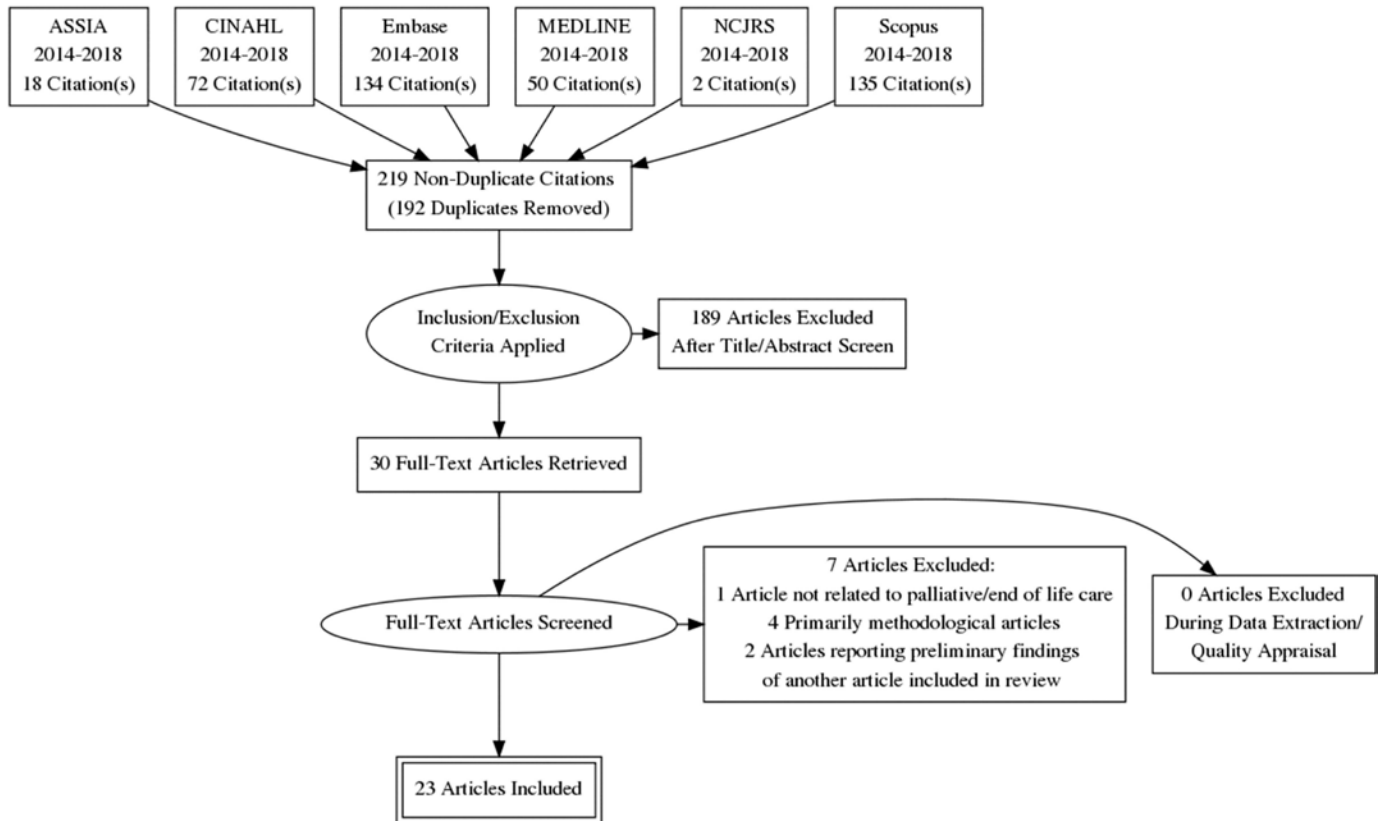 ASSIA
2014-2018
18 Citation(s)
CINAHL
2014-2018
72 Citation(s)
Embase
2014-2018
134 Citation(s)
MEDLINE
2014-2018
50 Citation(s)
NCJRS
2014-2018
2 Citation(s)
Scopus
2014-2018
135 Citation(s)
219 Non-Duplicate Citations
(192 Duplicates Removed)
Inclusion/Exclusion
Criteria Applied
189 Articles Excluded
After Title/Abstract Screen
30 Full-Text Articles Retrieved
Full-Text Articles Screened
7 Articles Excluded:
1 Article not related to palliative/end of life care
4 Primarily methodological articles
2 Articles reporting preliminary findings
of another article included in review
0 Articles Excluded
During Data Extraction/
Quality Appraisal
23 Articles Included